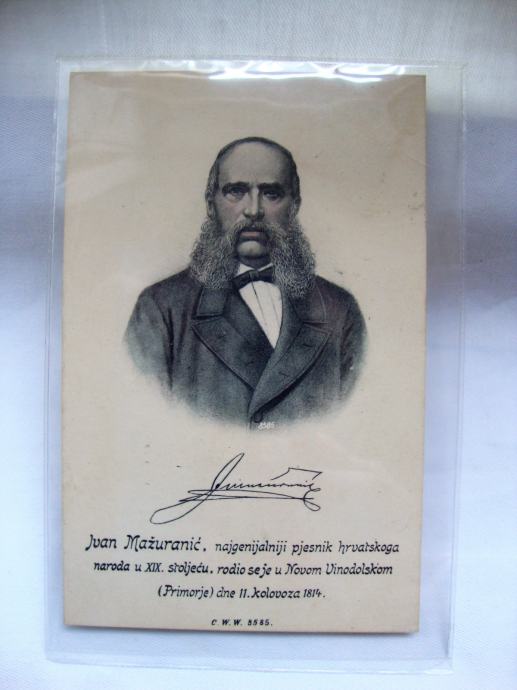 8585
Ivan Mažuranić, najgenijalniji pjesnik hrvatskoga
naroda u XIX. stoljeću, rodio se je u Novom Vinodolskom
(Primorje) dne 11. kolovoza 1814.
C. W. W. 8585.